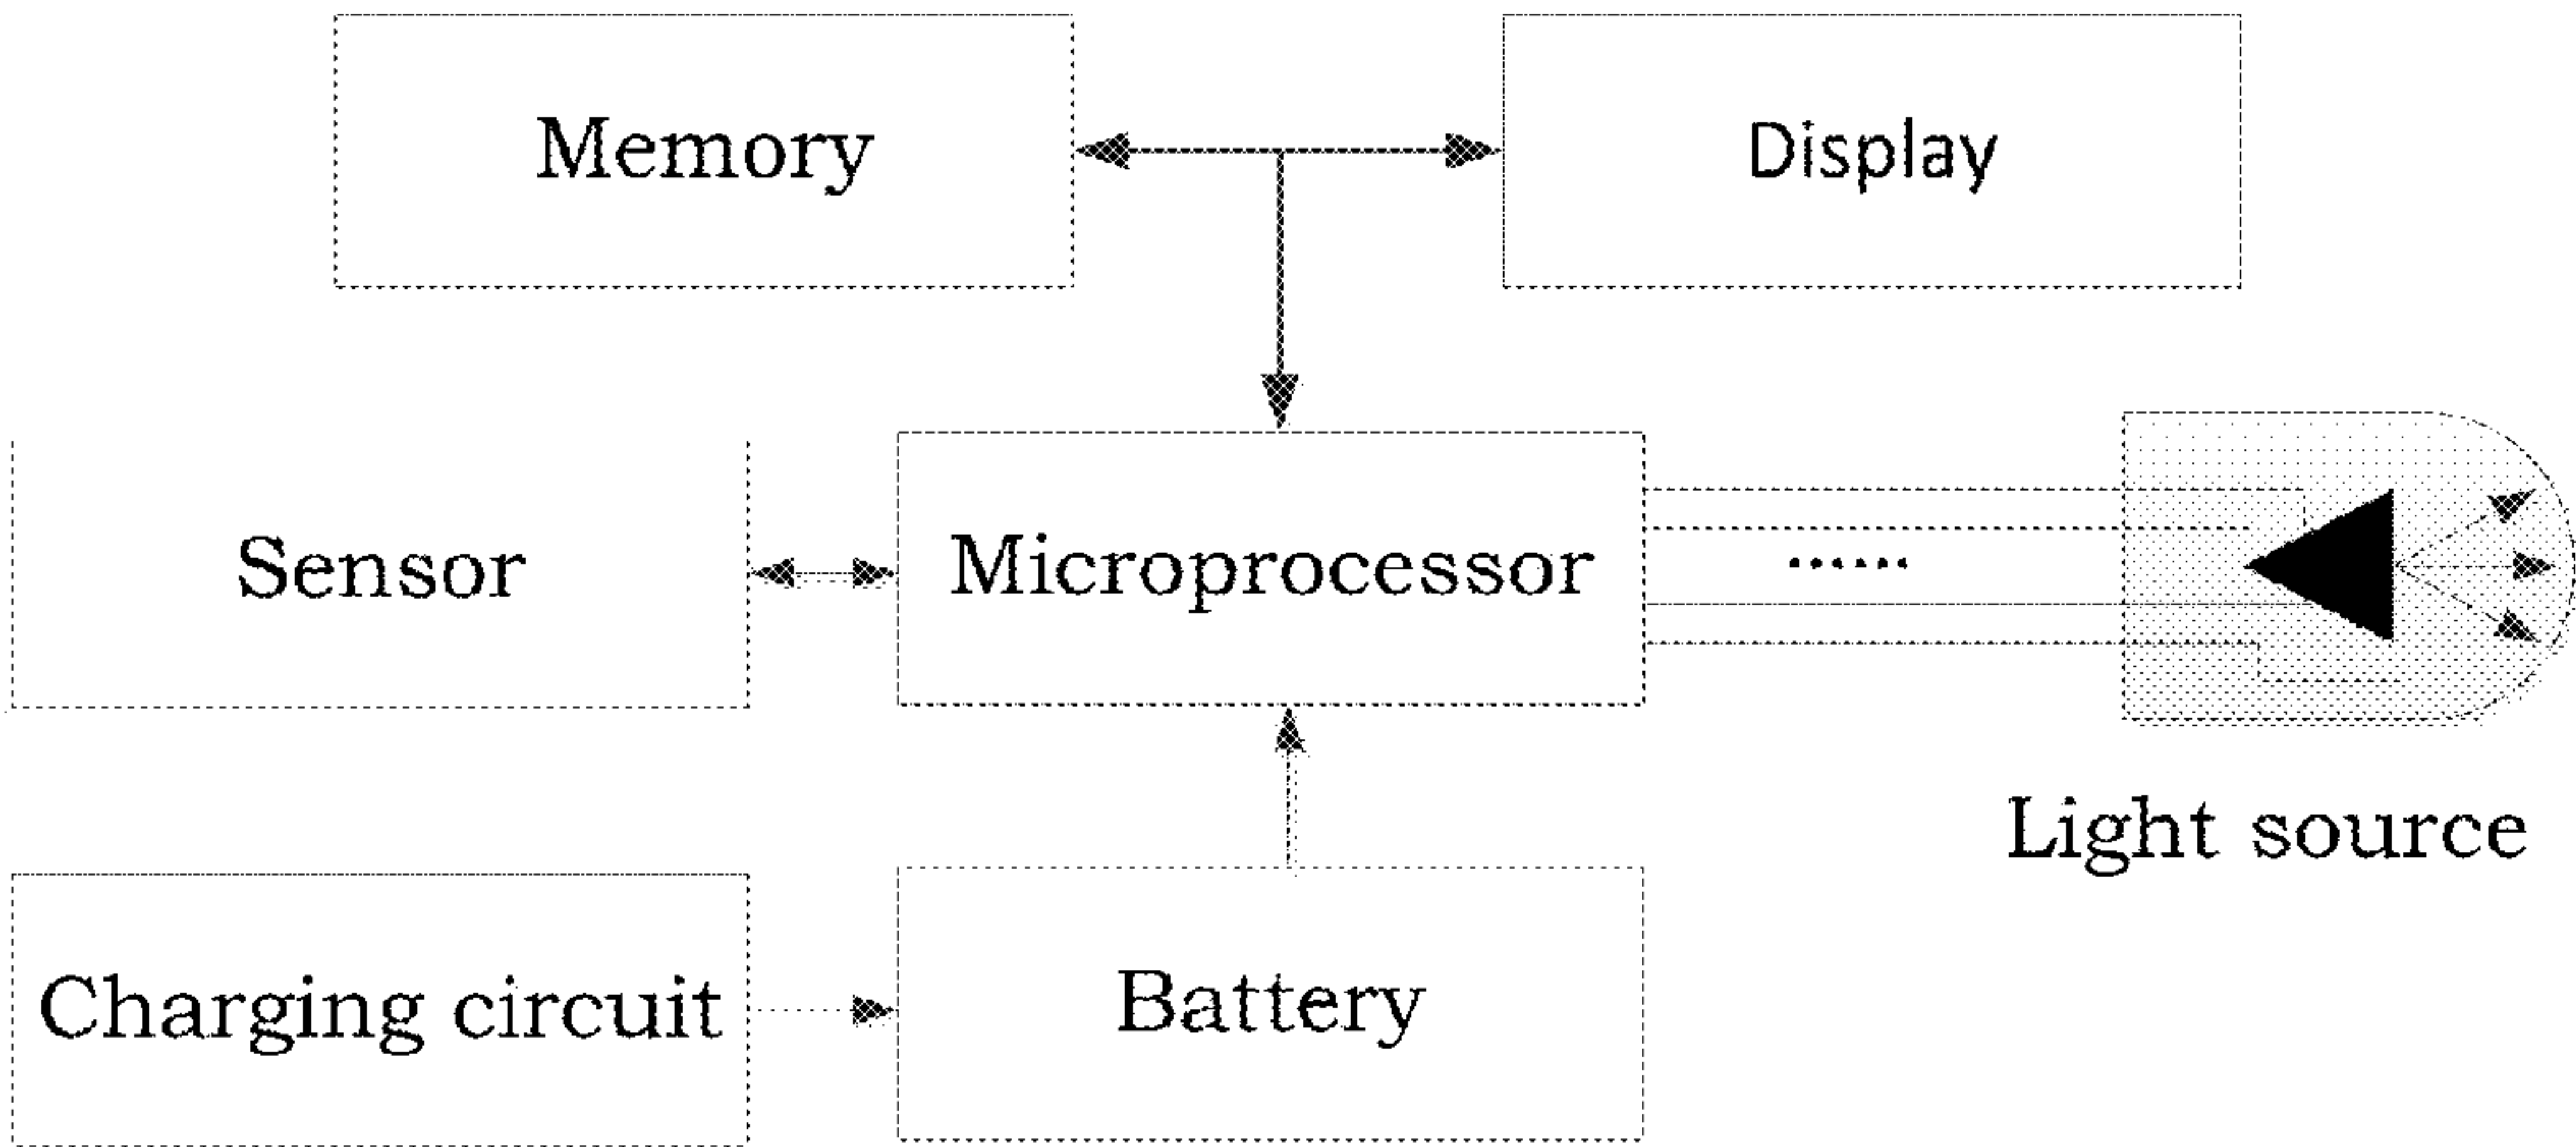 Memory
Display
Sensor
Microprocessor
......
Light source
Charging circuit
Battery